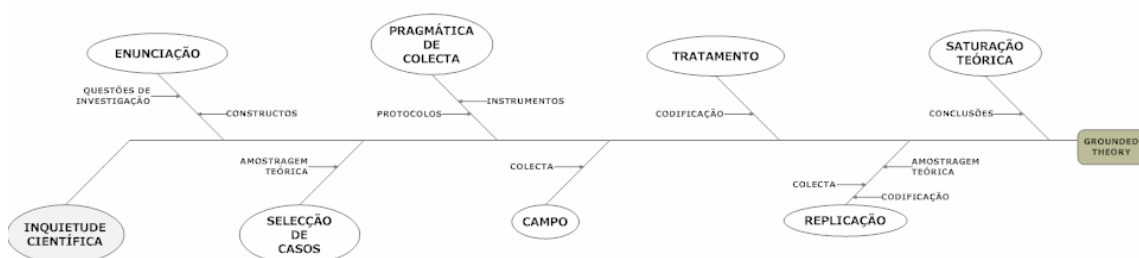 ENUNCIAÇÃO
PRAGMÁTICA
DE
COLECTA
TRATAMENTO
SATURAÇÃO
TEÓRICA
QUESTÕES DE
INVESTIGAÇÃO
CONSTRUCTOS
INSTRUMENTOS
PROTOCOLOS
CODIFICAÇÃO
CONCLUSÕES
GROUNDED
THEORY
AMOSTRAGEM
TEÓRICA
COLECTA
AMOSTRAGEM
TEÓRICA
COLECTA
CODIFICAÇÃO
INQUIETUDE
CIENTÍFICA
SELECÇÃO
DE
CASOS
CAMPO
REPLICAÇÃO